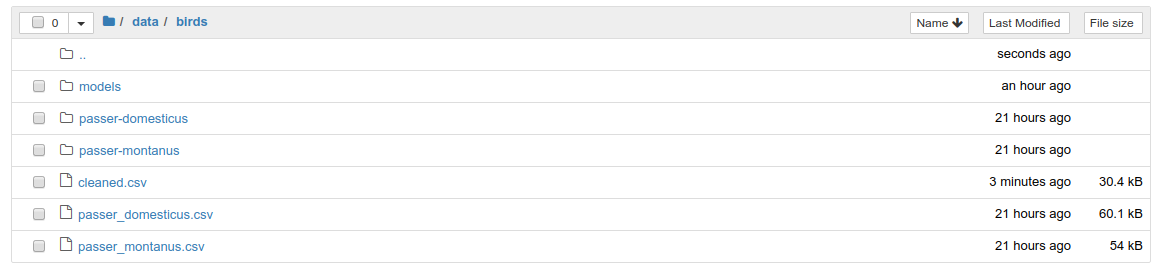 0 / data / birds Name Last Modified File size
.. seconds ago
models an hour ago
passer-domesticus 21 hours ago
passer-montanus 21 hours ago
cleaned.csv 3 minutes ago 30.4 kB
passer_domesticus.csv 21 hours ago 60.1 kB
passer_montanus.csv 21 hours ago 54 kB